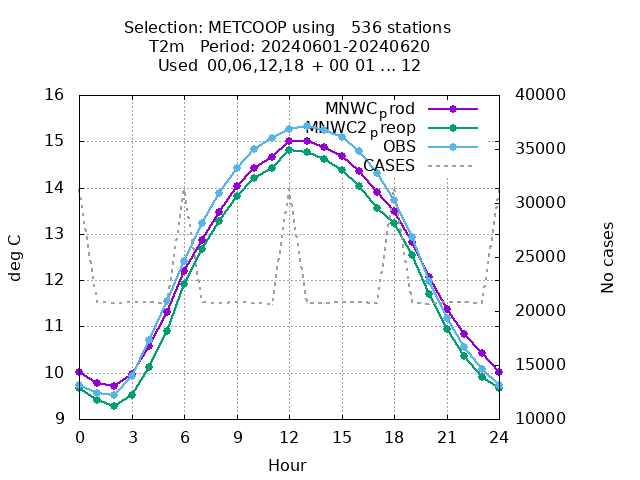 Selection: METCOOP using   536 stations
T2m   Period: 20240601-20240620
Used  00,06,12,18  + 00 01 ... 12
16
15
14
13
12
11
10
9
deg C
MNWCprod
MNWC2preop
OBS
CASES
40000
35000
30000
25000
20000
15000
10000
No cases
0 3 6 9 12 15 18 21 24
Hour